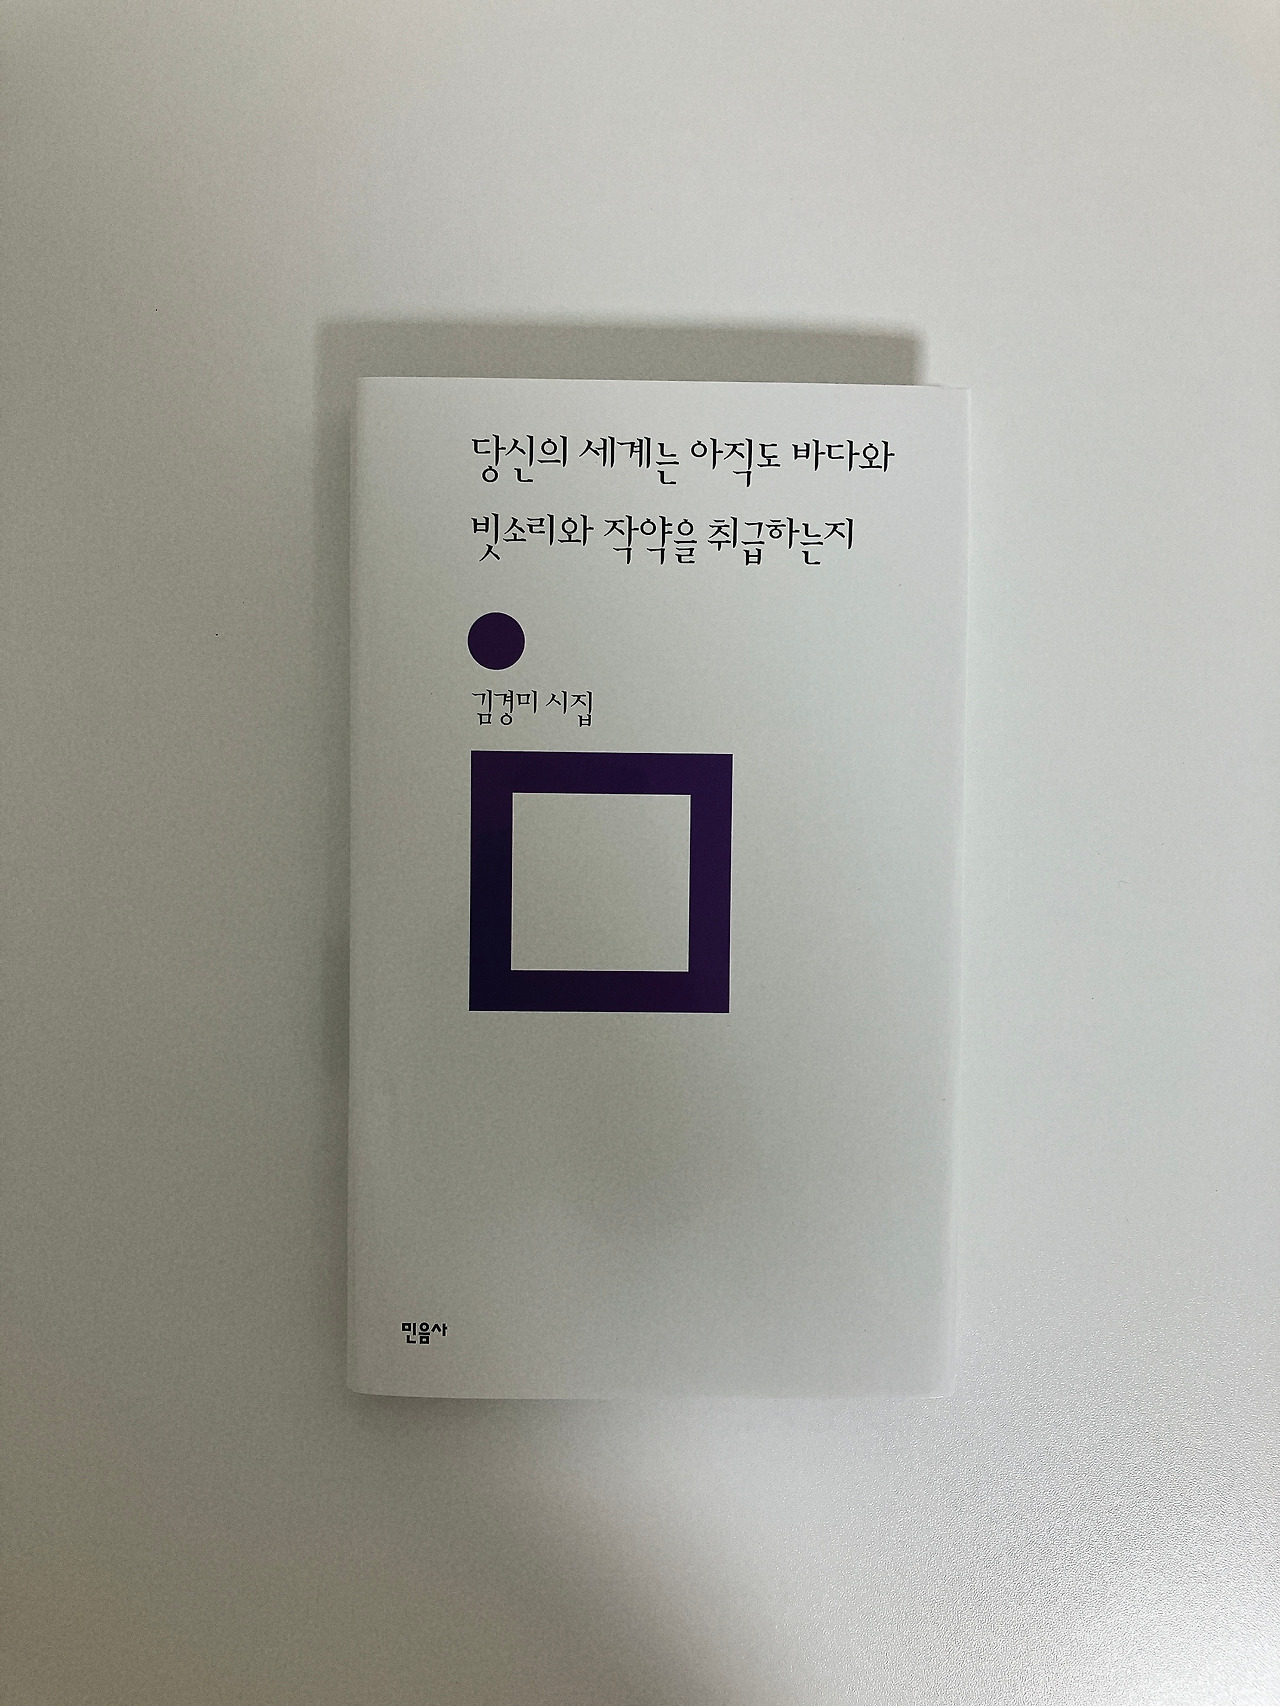 당신의 세계는 아직도 바다와
빗소리와 작약을 취급하는지
김경미 시집
민음사